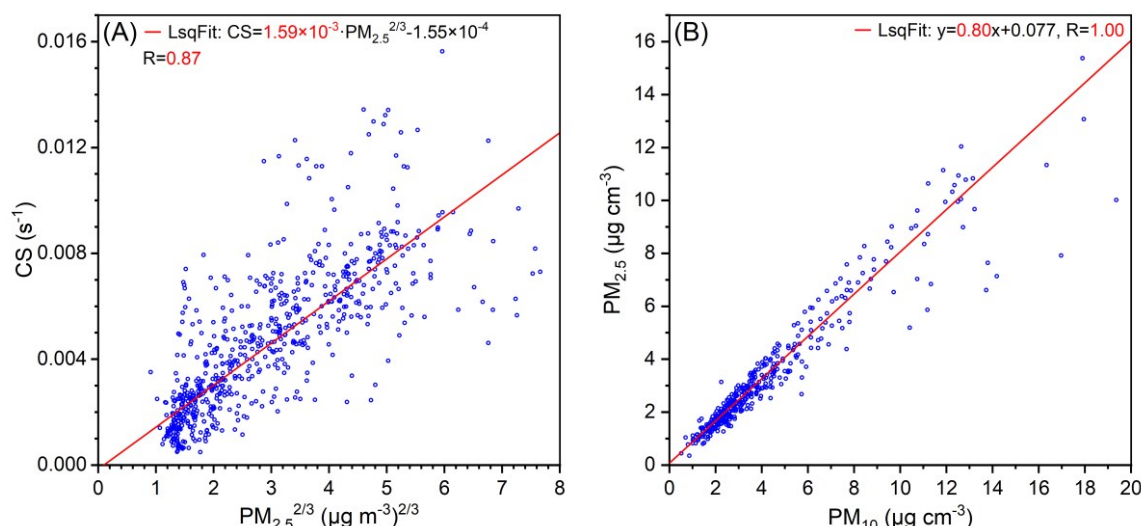 (A) — LsqFit: CS=1.59×10⁻³·PM₂.₅²/³-1.55×10⁻⁴
R=0.87
0.016
0.012
0.008
0.004
0.000
CS (s⁻¹)
0 1 2 3 4 5 6 7 8
PM₂.₅²/³ (µg m⁻³)²/³
(B) — LsqFit: y=0.80x+0.077, R=1.00
16
14
12
10
8
6
4
2
0
PM₂.₅ (µg cm⁻³)
0 2 4 6 8 10 12 14 16 18 20
PM₁₀ (µg cm⁻³)